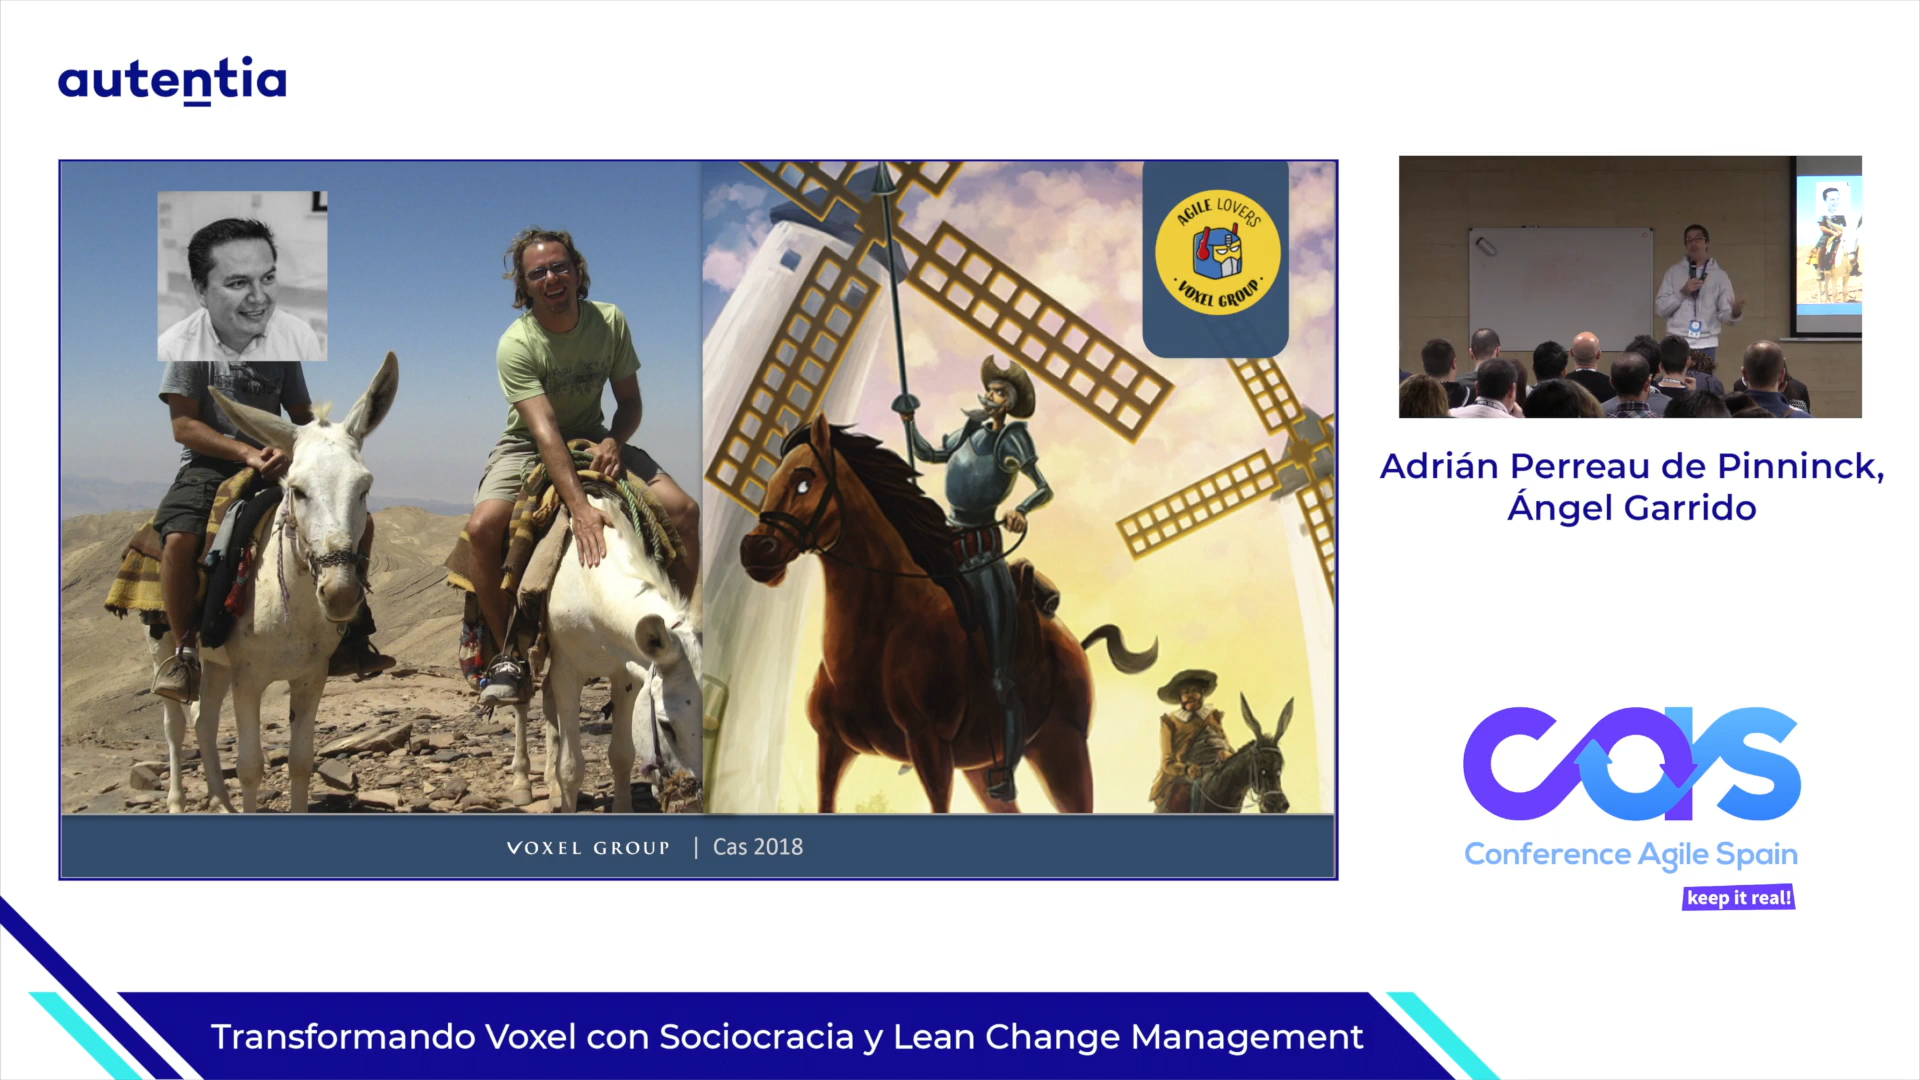 autentia
AGILE LOVERS
· VOXEL GROUP ·
VOXEL GROUP | Cas 2018
Adrián Perreau de Pinninck,
Ángel Garrido
cas
Conference Agile Spain
keep it real!
Transformando Voxel con Sociocracia y Lean Change Management